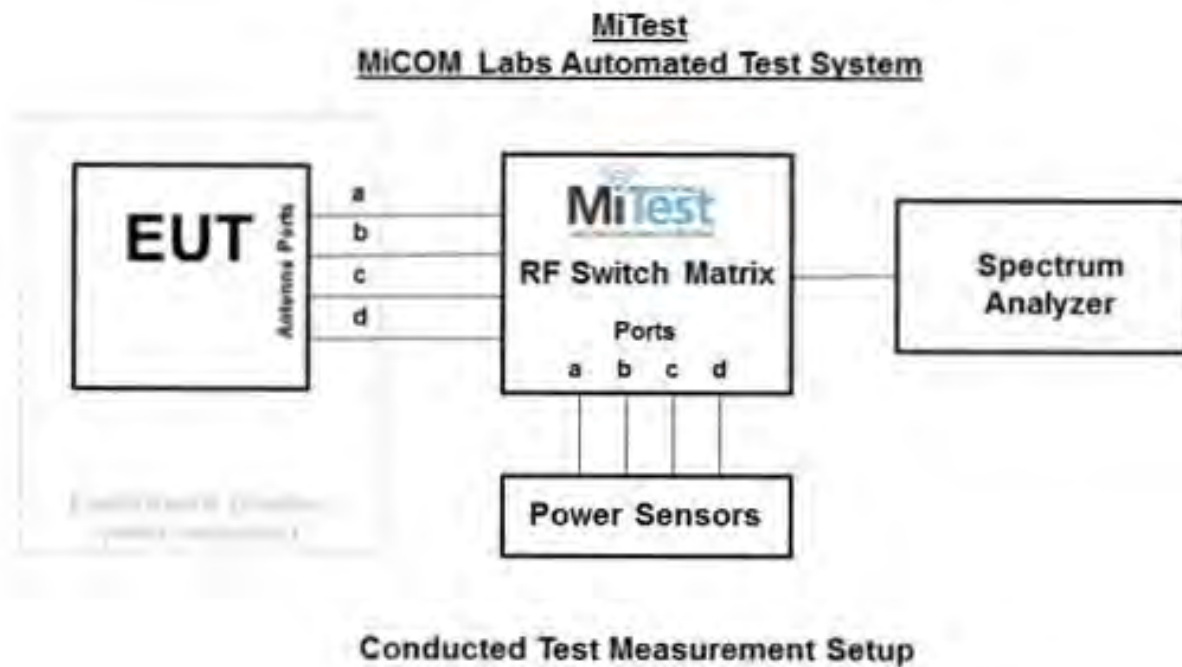 MiTest
MiCOM Labs Automated Test System
EUT
Antenna Ports
a
b
c
d
MiTest
RF Switch Matrix
Ports
a b c d
Spectrum
Analyzer
Power Sensors
Conducted Test Measurement Setup